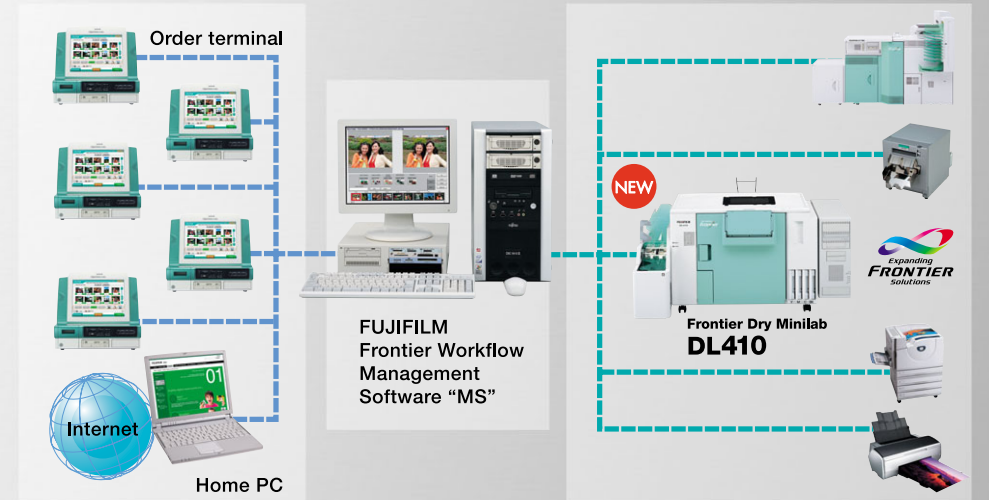 Order terminal
NEW
Expanding
FRONTIER
Solutions
FUJIFILM
Frontier Workflow
Management
Software “MS”
Frontier Dry Minilab
DL410
Internet
01
Home PC